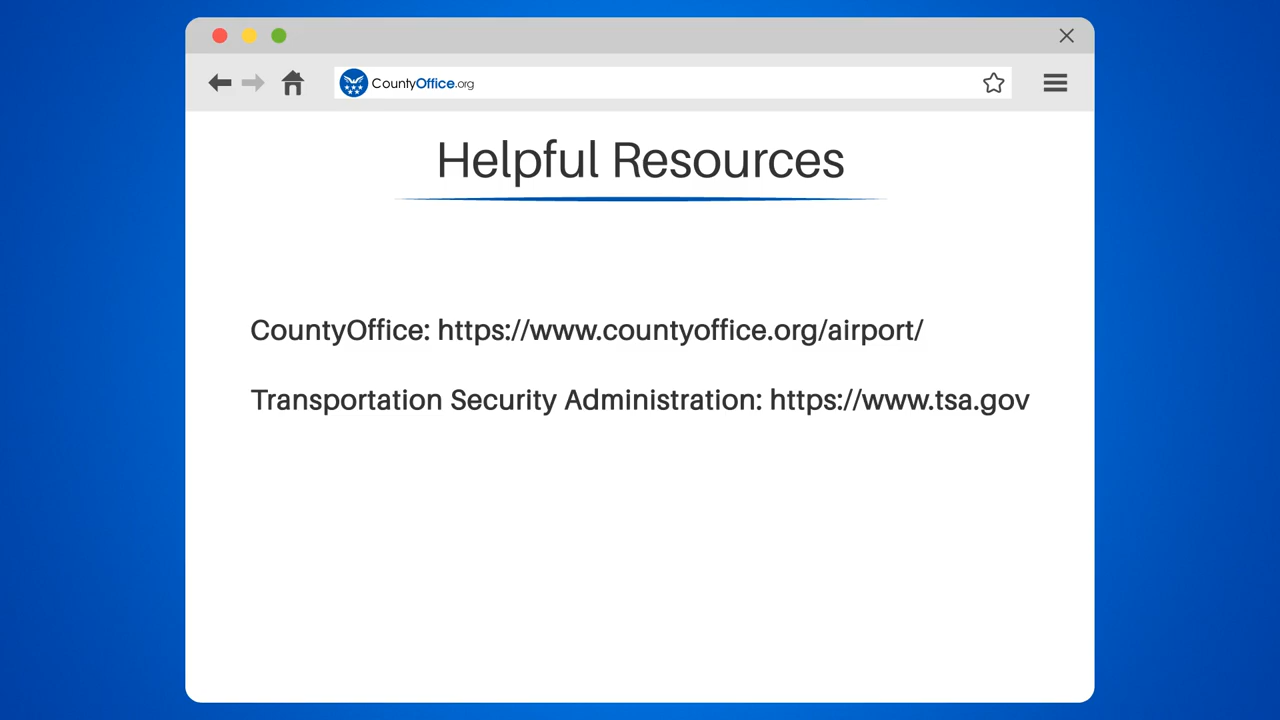 CountyOffice.org
Helpful Resources
CountyOffice: https://www.countyoffice.org/airport/
Transportation Security Administration: https://www.tsa.gov